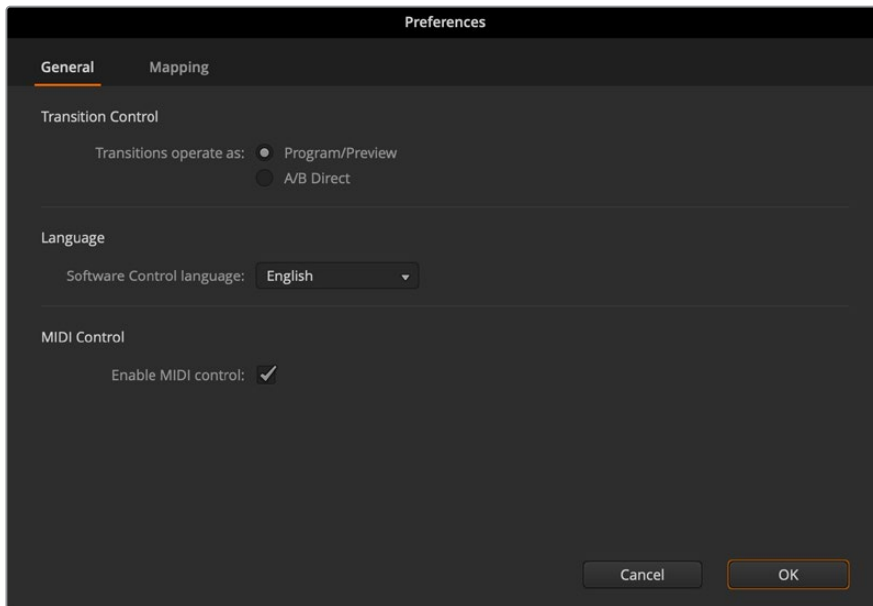 Preferences
General Mapping
Transition Control
Transitions operate as: Program/Preview
A/B Direct
Language
Software Control language: English
MIDI Control
Enable MIDI control:
Cancel OK